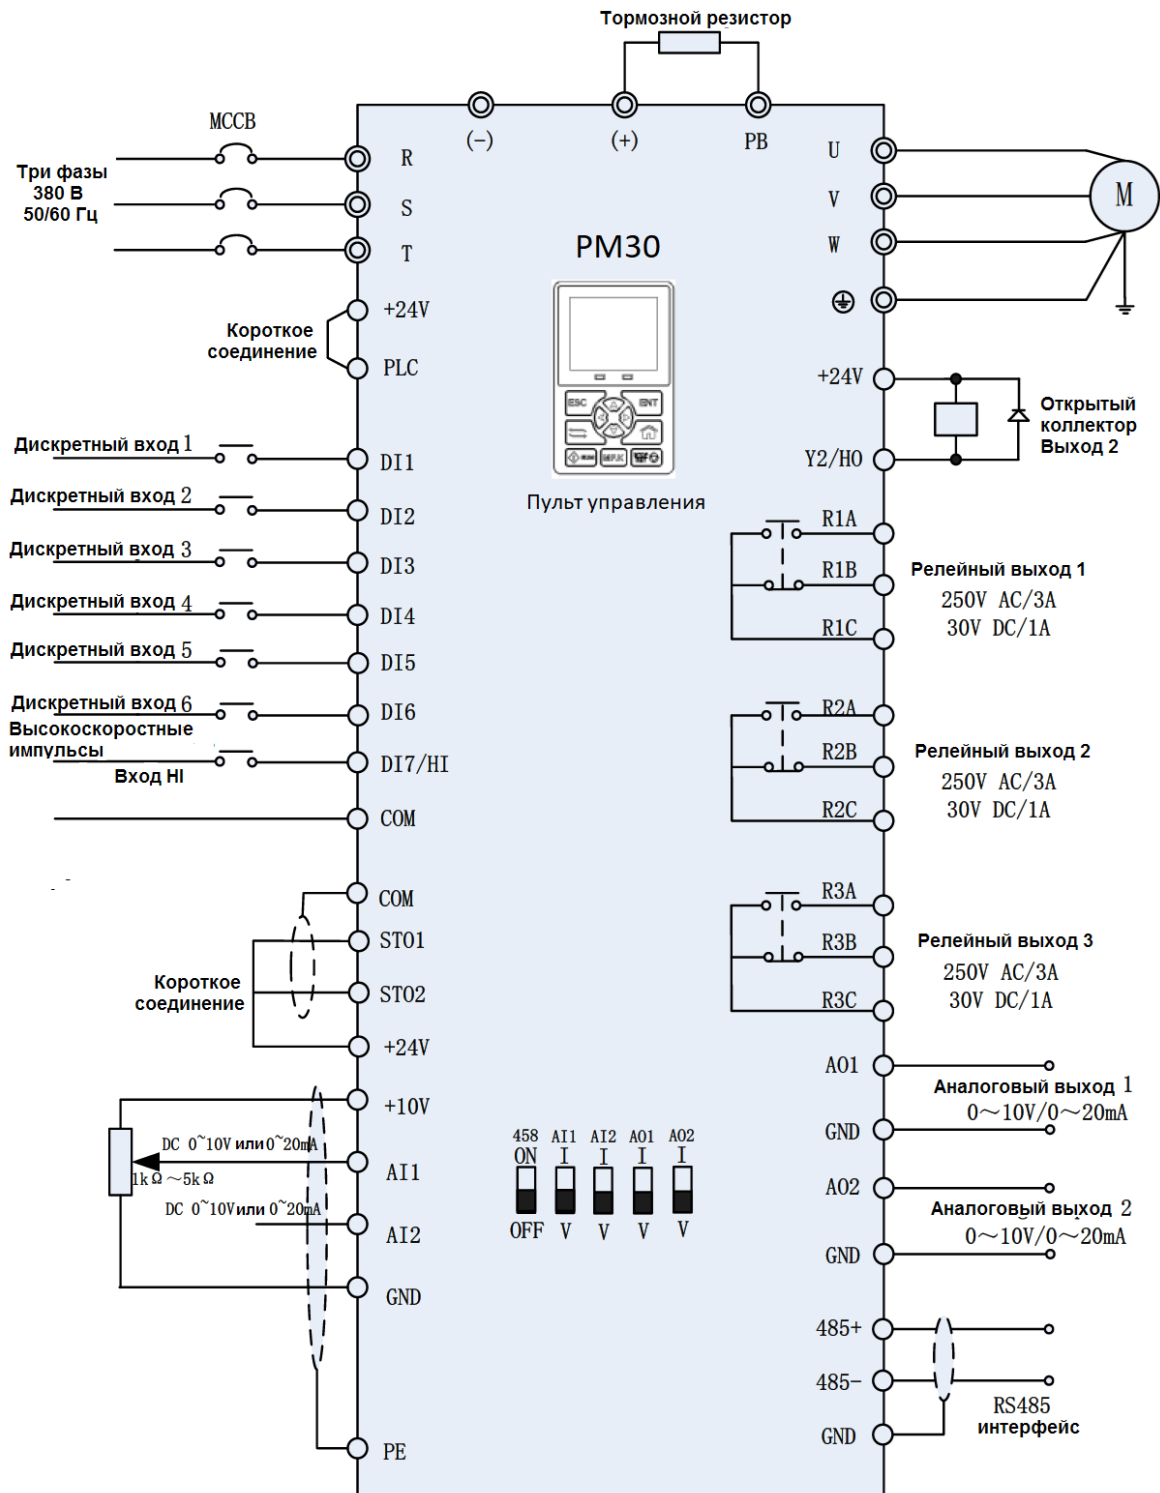 Тормозной резистор
MCCB
(-)
(+)
PB
Три фазы
380 В
50/60 Гц
R
S
T
U
V
W
M
PM30
+24V
PLC
Короткое
соединение
ESC
ENT
RUN
MF.K
Пульт управления
+24V
Y2/HO
Открытый
коллектор
Выход 2
Дискретный вход 1
DI1
Дискретный вход 2
DI2
Дискретный вход 3
DI3
Дискретный вход 4
DI4
Дискретный вход 5
DI5
Дискретный вход 6
DI6
Высокоскоростные
импульсы
Вход HI
DI7/HI
COM
R1A
R1B
R1C
Релейный выход 1
250V AC/3A
30V DC/1A
R2A
R2B
R2C
Релейный выход 2
250V AC/3A
30V DC/1A
COM
STO1
STO2
+24V
Короткое
соединение
R3A
R3B
R3C
Релейный выход 3
250V AC/3A
30V DC/1A
+10V
DC 0~10V или 0~20mA
AI1
1kΩ～5kΩ
DC 0~10V или 0~20mA
AI2
GND
PE
458 AI1 AI2 AO1 AO2
ON I I I I
OFF V V V V
AO1
Аналоговый выход 1
0～10V/0～20mA
GND
AO2
Аналоговый выход 2
0～10V/0～20mA
GND
485+
485-
GND
RS485
интерфейс